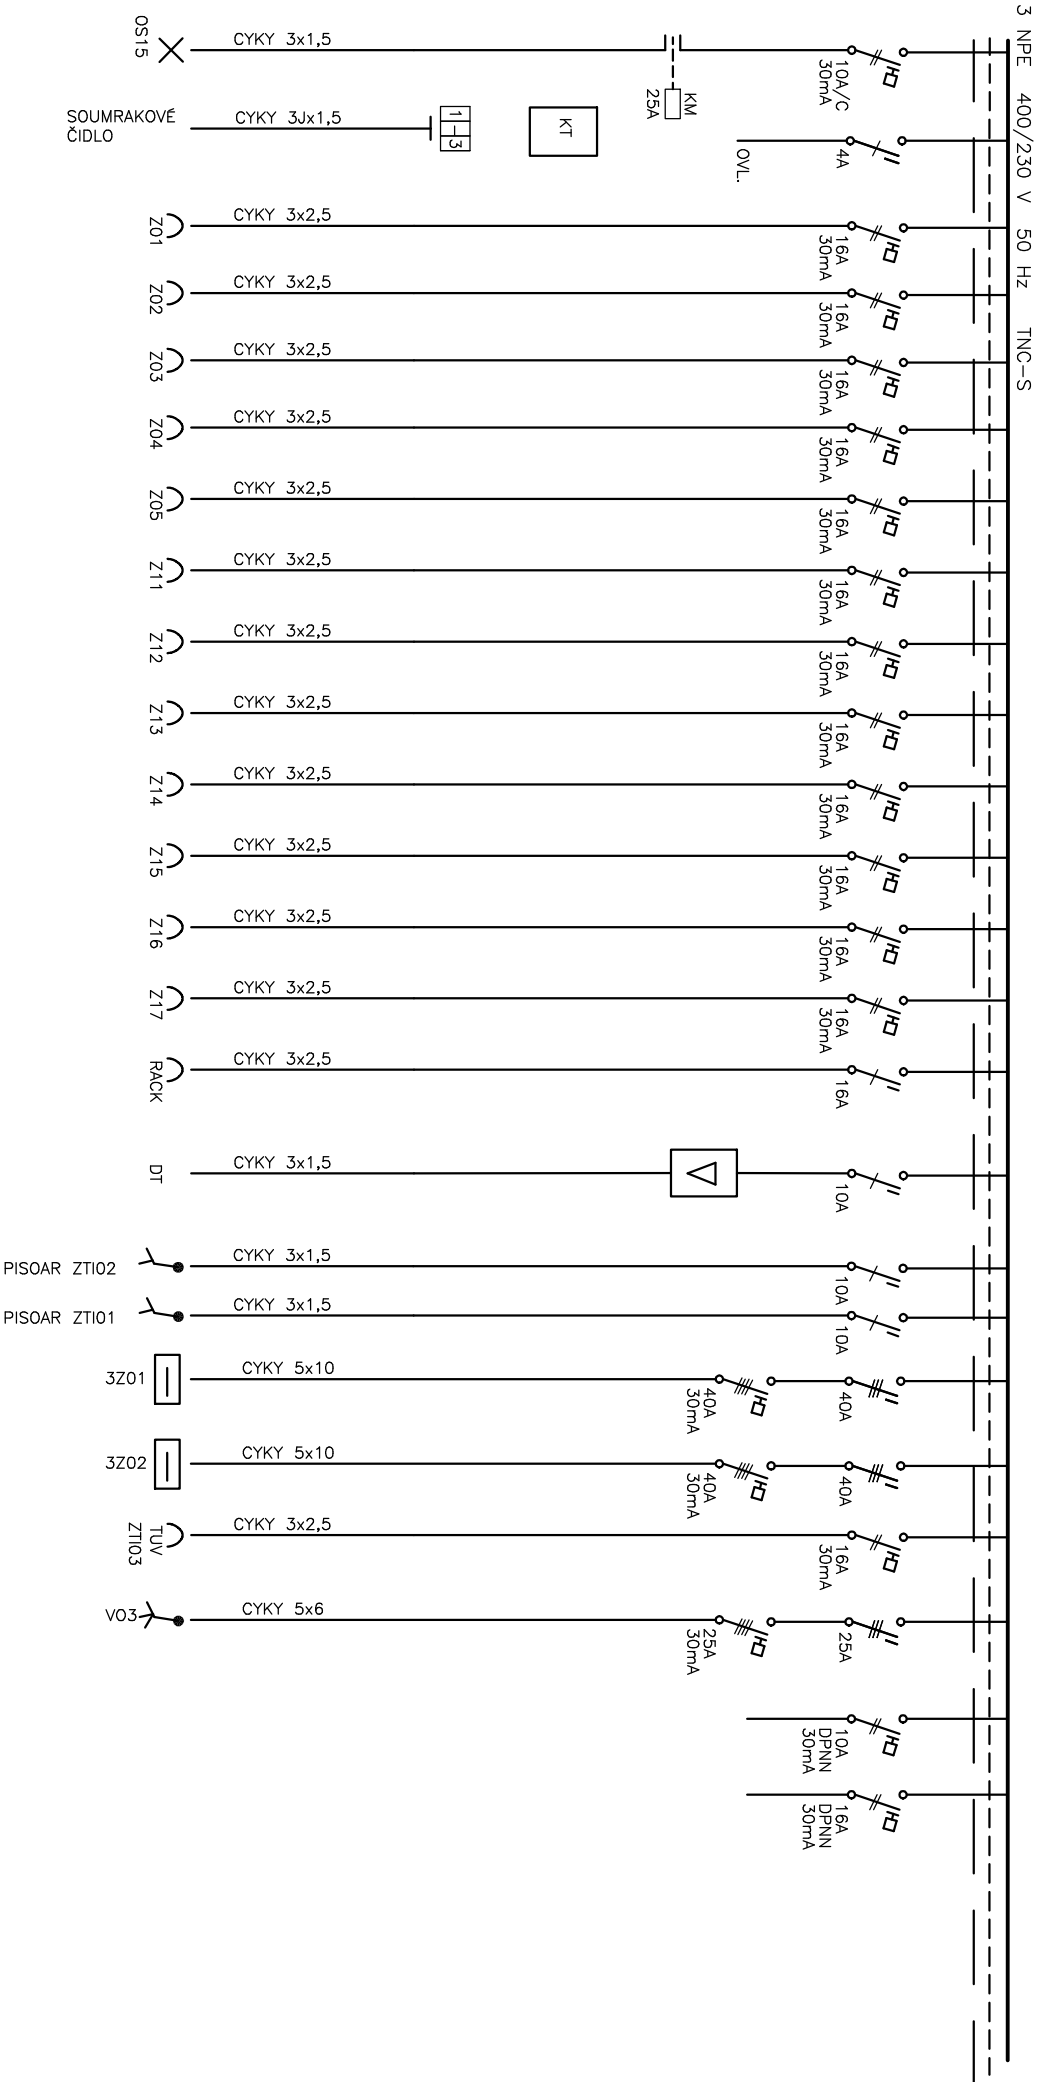 3 NPE 400/230 V 50 Hz TNC-S
OS15
CYKY 3x1,5
KM
25A
10A/C
30mA
SOUMRAKOVÉ
ČIDLO
CYKY 3Jx1,5
1-3
KT
OVL.
4A
Z01
CYKY 3x2,5
16A
30mA
Z02
CYKY 3x2,5
16A
30mA
Z03
CYKY 3x2,5
16A
30mA
Z04
CYKY 3x2,5
16A
30mA
Z05
CYKY 3x2,5
16A
30mA
Z11
CYKY 3x2,5
16A
30mA
Z12
CYKY 3x2,5
16A
30mA
Z13
CYKY 3x2,5
16A
30mA
Z14
CYKY 3x2,5
16A
30mA
Z15
CYKY 3x2,5
16A
30mA
Z16
CYKY 3x2,5
16A
30mA
Z17
CYKY 3x2,5
16A
30mA
RACK
CYKY 3x2,5
16A
DT
CYKY 3x1,5
10A
PISOAR ZTI02
CYKY 3x1,5
10A
PISOAR ZTI01
CYKY 3x1,5
10A
3Z01
CYKY 5x10
40A
30mA
40A
3Z02
CYKY 5x10
40A
30mA
40A
TUV
ZTI03
CYKY 3x2,5
16A
30mA
V03
CYKY 5x6
25A
30mA
25A
10A
DPNN
30mA
16A
DPNN
30mA